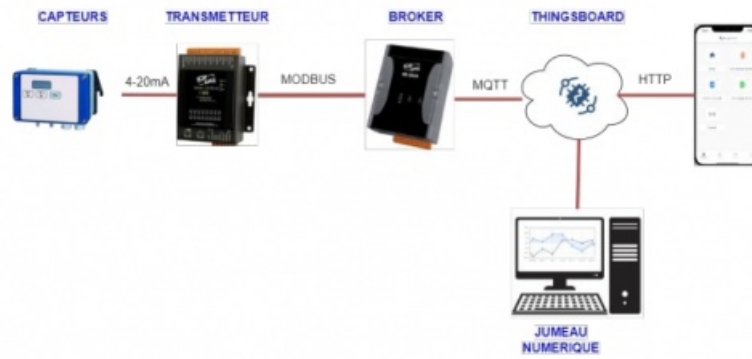 CAPTEURS
TRANSMETTEUR
BROKER
THINGSBOARD
4-20mA
MODBUS
MQTT
HTTP
JUMEAU
NUMERIQUE